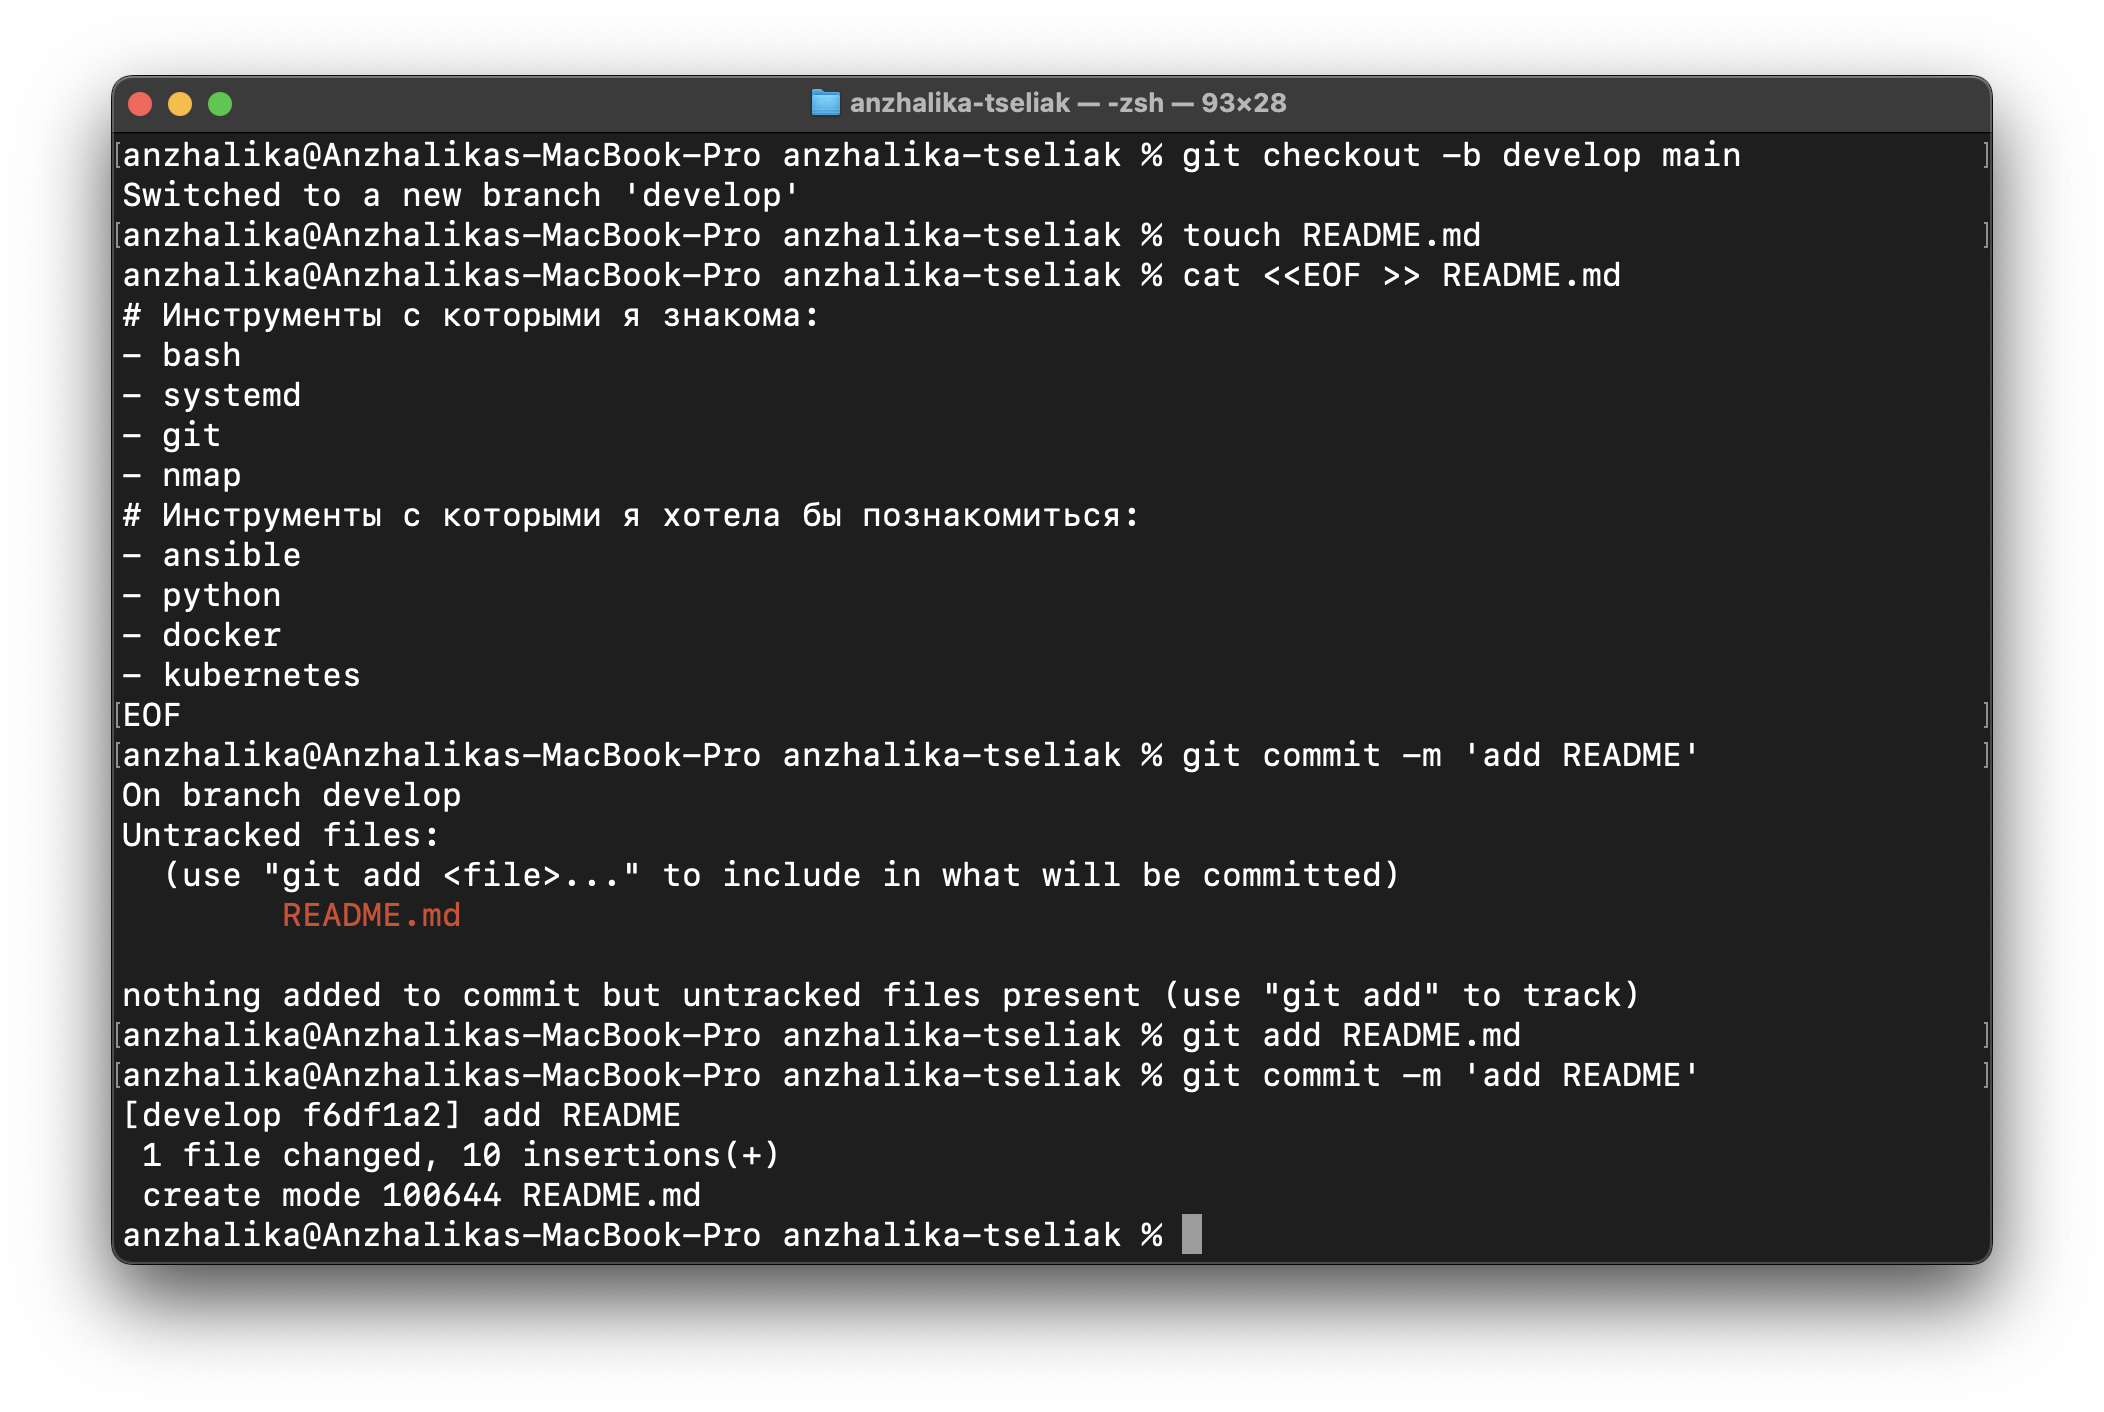 anzhalika-tseliak — -zsh — 93×28
[anzhalika@Anzhalikas-MacBook-Pro anzhalika-tseliak % git checkout -b develop main ]
Switched to a new branch 'develop'
[anzhalika@Anzhalikas-MacBook-Pro anzhalika-tseliak % touch README.md ]
anzhalika@Anzhalikas-MacBook-Pro anzhalika-tseliak % cat <<EOF >> README.md
# Инструменты с которыми я знакома:
- bash
- systemd
- git
- nmap
# Инструменты с которыми я хотела бы познакомиться:
- ansible
- python
- docker
- kubernetes
[EOF ]
[anzhalika@Anzhalikas-MacBook-Pro anzhalika-tseliak % git commit -m 'add README' ]
On branch develop
Untracked files:
  (use "git add <file>..." to include in what will be committed)
        README.md

nothing added to commit but untracked files present (use "git add" to track)
[anzhalika@Anzhalikas-MacBook-Pro anzhalika-tseliak % git add README.md ]
[anzhalika@Anzhalikas-MacBook-Pro anzhalika-tseliak % git commit -m 'add README' ]
[develop f6df1a2] add README
 1 file changed, 10 insertions(+)
 create mode 100644 README.md
anzhalika@Anzhalikas-MacBook-Pro anzhalika-tseliak %